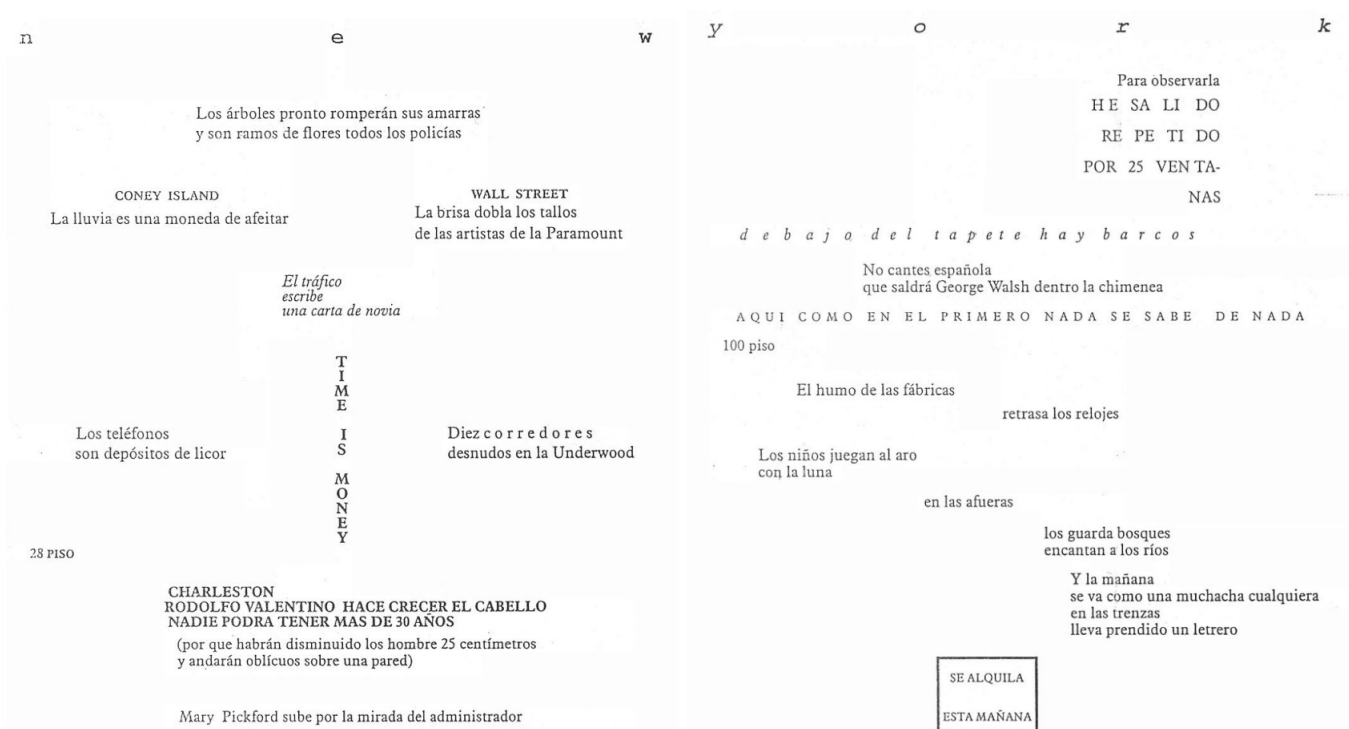 n e w
Los árboles pronto romperán sus amarras
y son ramos de flores todos los policías
CONEY ISLAND
La lluvia es una moneda de afeitar
WALL STREET
La brisa dobla los tallos
de las artistas de la Paramount
El tráfico
escribe
una carta de novia
TIME IS MONEY
Los teléfonos
son depósitos de licor
Diez c o r r e d o r e s
desnudos en la Underwood
28 PISO
CHARLESTON
RODOLFO VALENTINO HACE CRECER EL CABELLO
NADIE PODRA TENER MAS DE 30 AÑOS
(por que habrán disminuido los hombre 25 centímetros
y andarán oblícuos sobre una pared)
Mary Pickford sube por la mirada del administrador
y o r k
Para observarla
HE SA LI DO
RE PE TI DO
POR 25 VEN TA-
NAS
d e b a j o d e l t a p e t e h a y b a r c o s
No cantes española
que saldrá George Walsh dentro la chimenea
A Q U I C O M O E N E L P R I M E R O N A D A S E S A B E D E N A D A
100 piso
El humo de las fábricas
retrasa los relojes
Los niños juegan al aro
con la luna
en las afueras
los guarda bosques
encantan a los ríos
Y la mañana
se va como una muchacha cualquiera
en las trenzas
lleva prendido un letrero
SE ALQUILA
ESTA MAÑANA